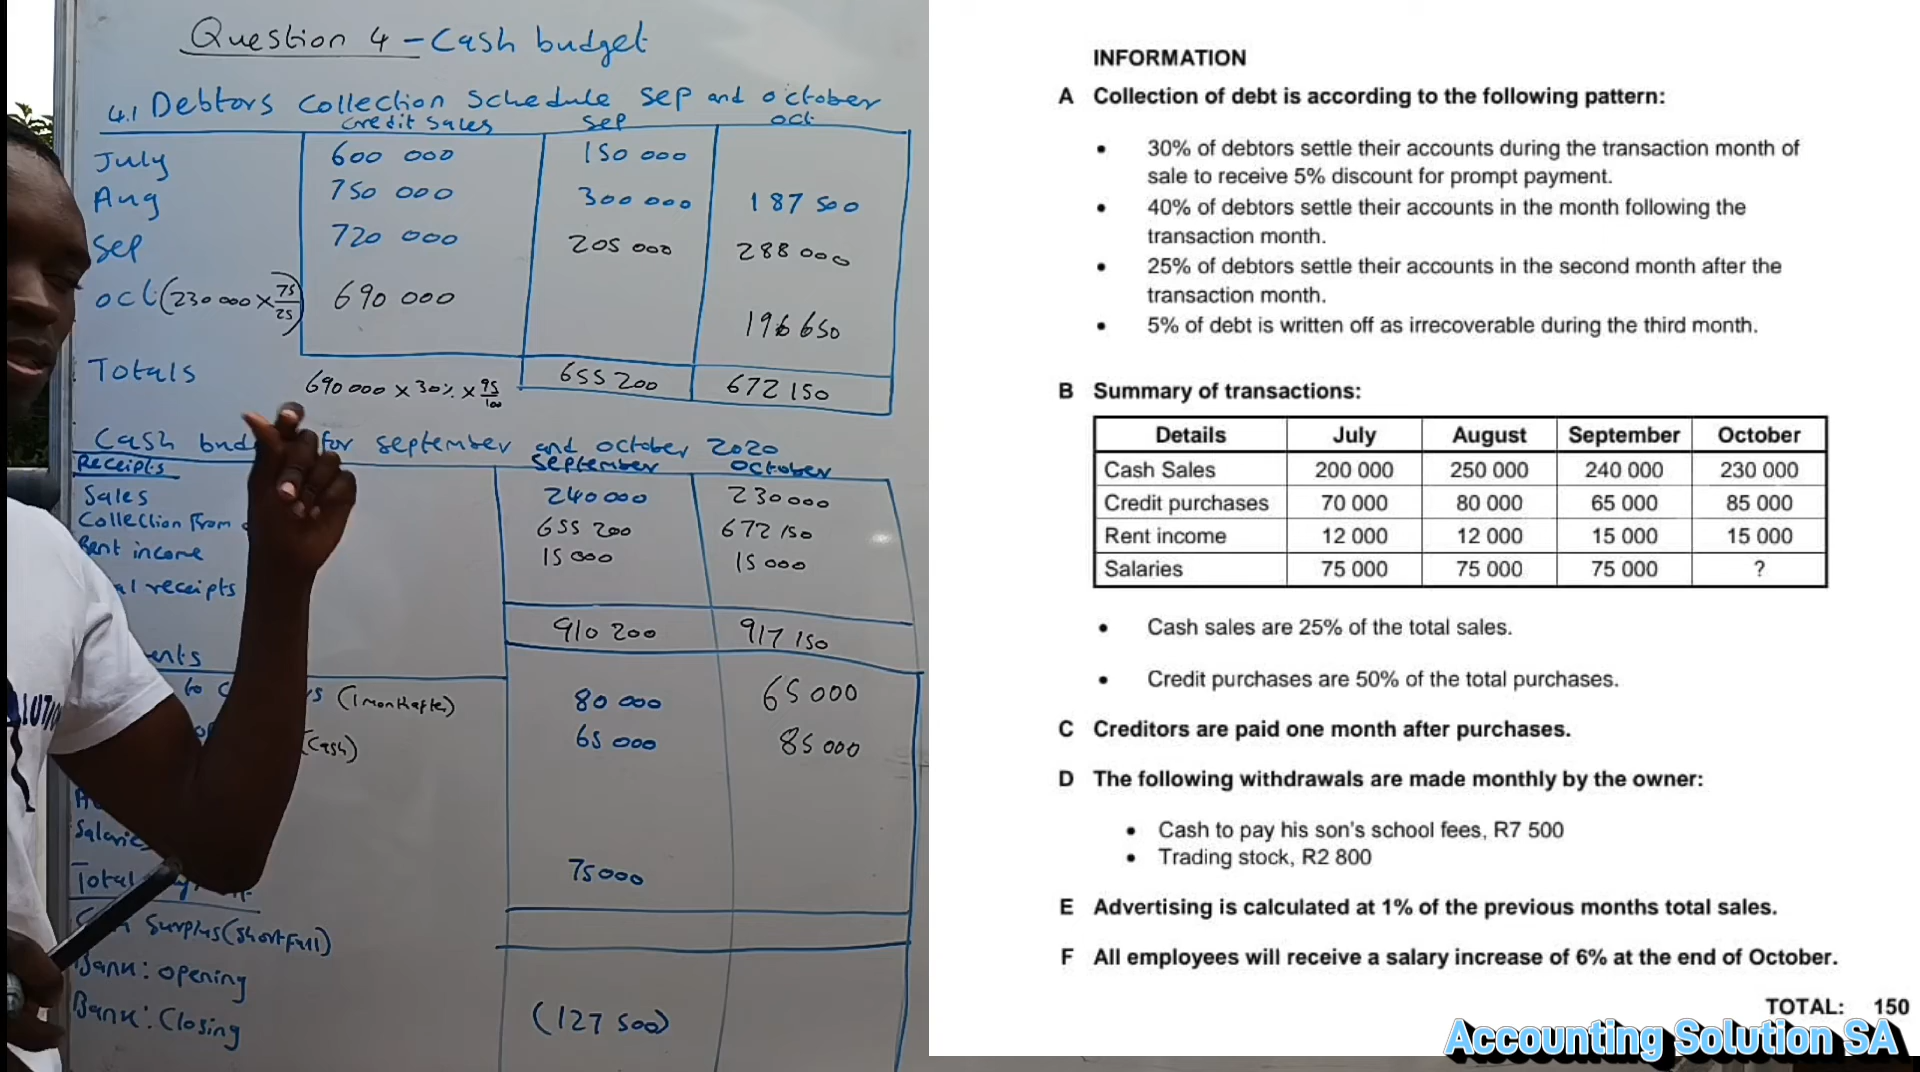 Question 4 - Cash budget
4.1 Debtors Collection Schedule Sep and october
credit sales Sep oct
July 600 000 150 000
Aug 750 000 300 000 187 500
Sep 720 000 205 000 288 000
oct (230 000 × 75/25) 690 000 196 650
Totals 655 200 672 150
690 000 × 30% × 95/100
Cash for september and october 2020
Receipts September October
Sales 240 000 230 000
Collection From 655 200 672 150
Rent income 15 000 15 000
receipts
910 200 917 150
to (1 month after) 80 000 65 000
(Cash) 65 000 85 000
75 000
Total
Surplus (shortfall)
Bank: opening
Bank: Closing (127 500)
INFORMATION
A Collection of debt is according to the following pattern:
• 30% of debtors settle their accounts during the transaction month of
sale to receive 5% discount for prompt payment.
• 40% of debtors settle their accounts in the month following the
transaction month.
• 25% of debtors settle their accounts in the second month after the
transaction month.
• 5% of debt is written off as irrecoverable during the third month.
B Summary of transactions:
Details July August September October
Cash Sales 200 000 250 000 240 000 230 000
Credit purchases 70 000 80 000 65 000 85 000
Rent income 12 000 12 000 15 000 15 000
Salaries 75 000 75 000 75 000 ?
• Cash sales are 25% of the total sales.
• Credit purchases are 50% of the total purchases.
C Creditors are paid one month after purchases.
D The following withdrawals are made monthly by the owner:
• Cash to pay his son's school fees, R7 500
• Trading stock, R2 800
E Advertising is calculated at 1% of the previous months total sales.
F All employees will receive a salary increase of 6% at the end of October.
TOTAL: 150
Accounting Solution SA